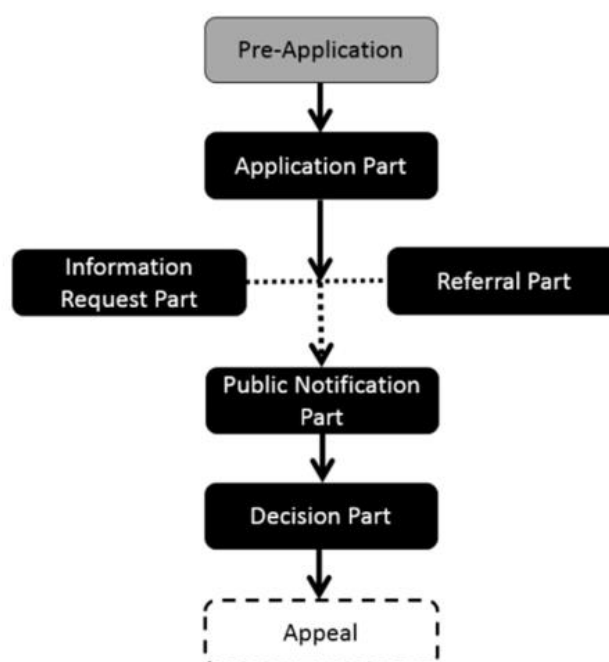 Pre-Application
Application Part
Information
Request Part
Referral Part
Public Notification
Part
Decision Part
Appeal